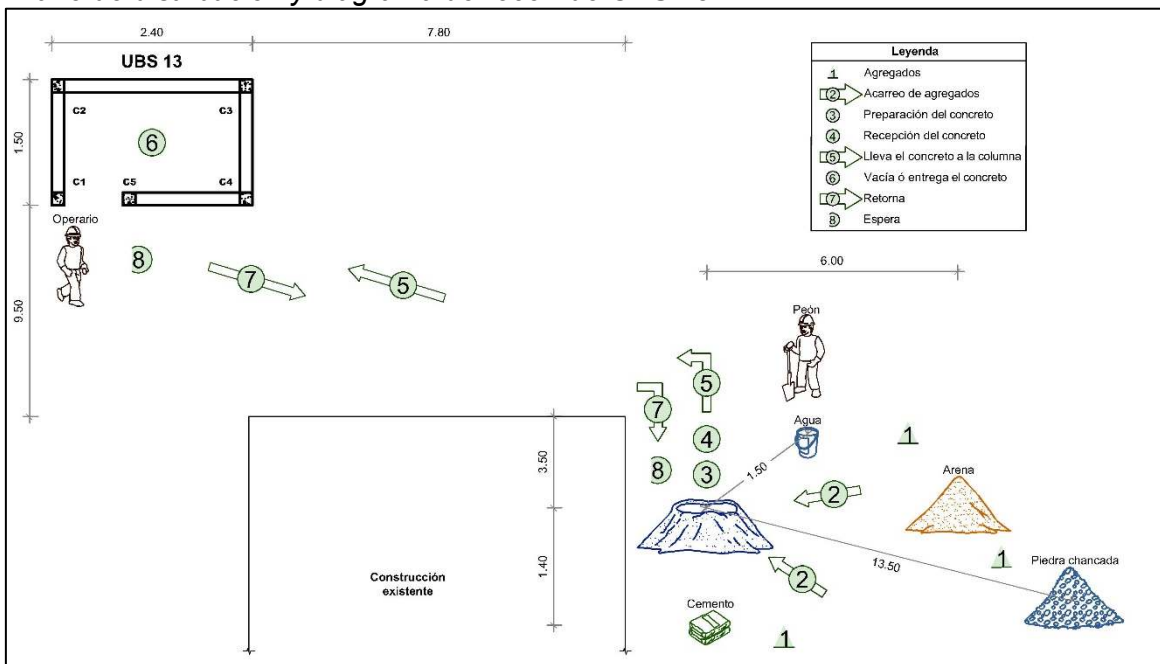 2.40
7.80
UBS 13
C2
C3
6
C1
C5
C4
1.50
9.50
Operario
8
7
5
Leyenda
1 Agregados
2 Acarreo de agregados
3 Preparación del concreto
4 Recepción del concreto
5 Lleva el concreto a la columna
6 Vacía ó entrega el concreto
7 Retorna
8 Espera
6.00
Peón
5
7
4
8
3
Agua
1
1.50
2
Arena
3.50
1.40
Construcción
existente
13.50
1
Piedra chancada
2
Cemento
1